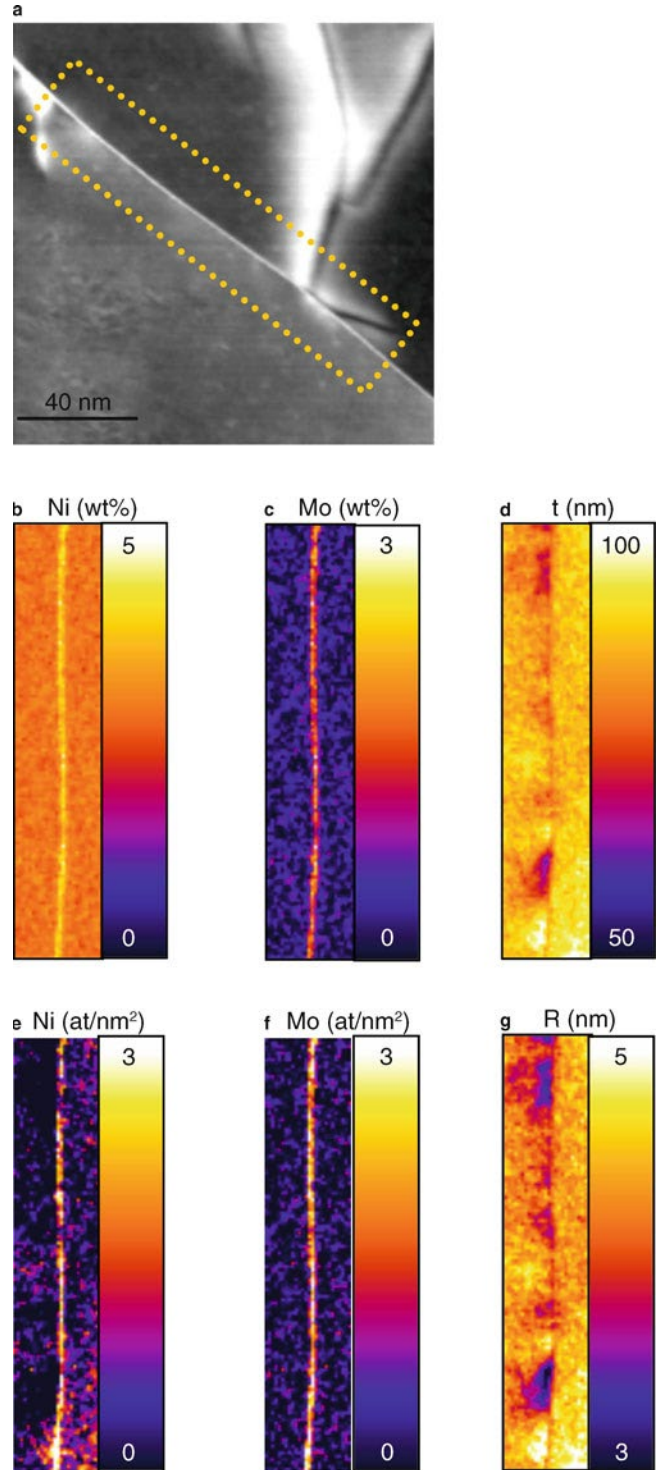 a
40 nm
b Ni (wt%) c Mo (wt%) d t (nm)
5 3 100
0 0 50
e Ni (at/nm²) f Mo (at/nm²) g R (nm)
3 3 5
0 0 3